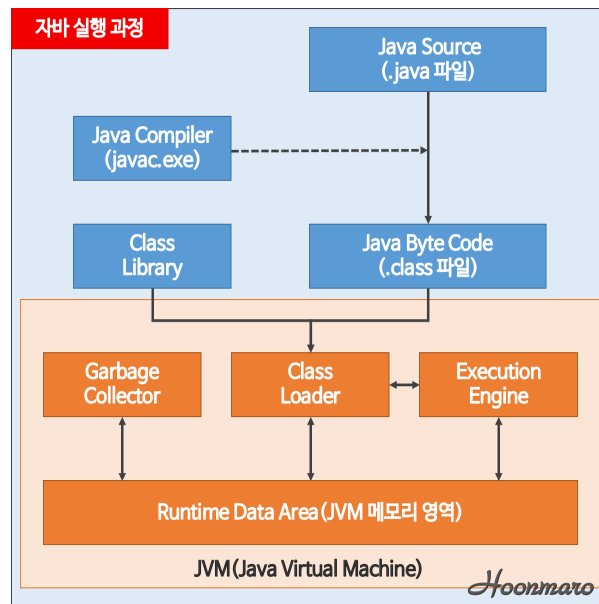 자바 실행 과정
Java Source
(.java 파일)
Java Compiler
(javac.exe)
Class
Library
Java Byte Code
(.class 파일)
Garbage
Collector
Class
Loader
Execution
Engine
Runtime Data Area(JVM 메모리 영역)
JVM(Java Virtual Machine)
Hoonmaro